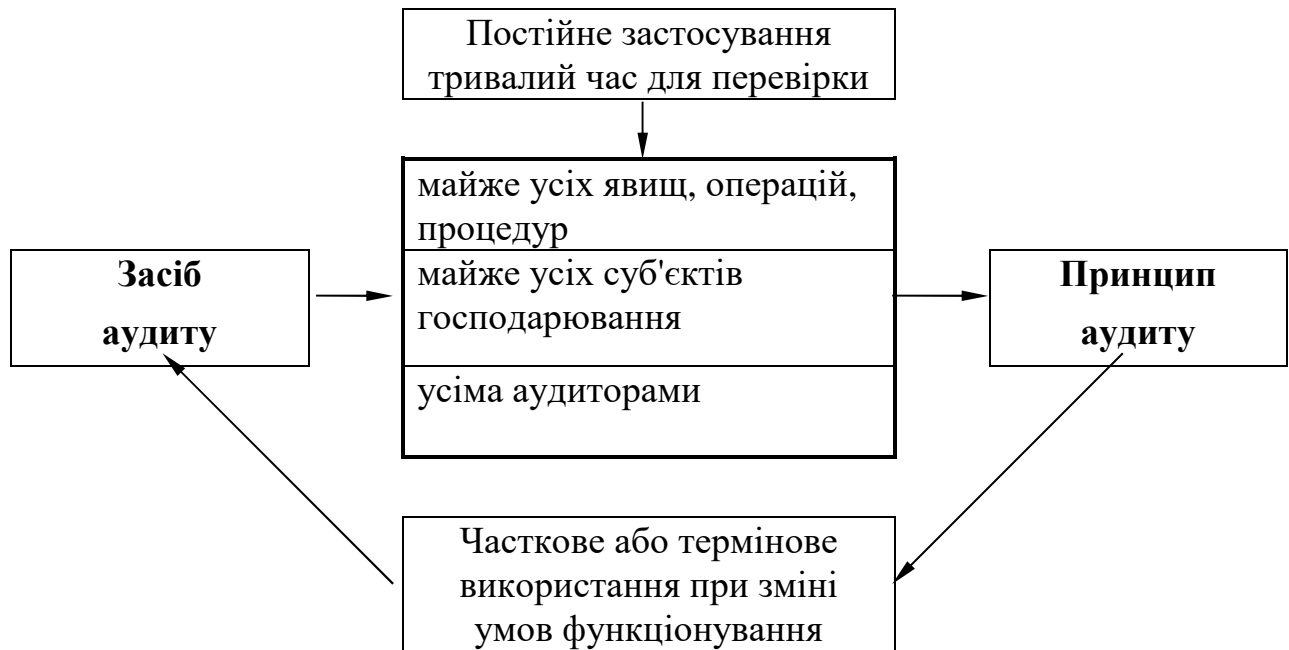 Постійне застосування
тривалий час для перевірки
майже усіх явищ, операцій,
процедур
Засіб
аудиту
майже усіх суб'єктів
господарювання
Принцип
аудиту
усіма аудиторами
Часткове або термінове
використання при зміні
умов функціонування